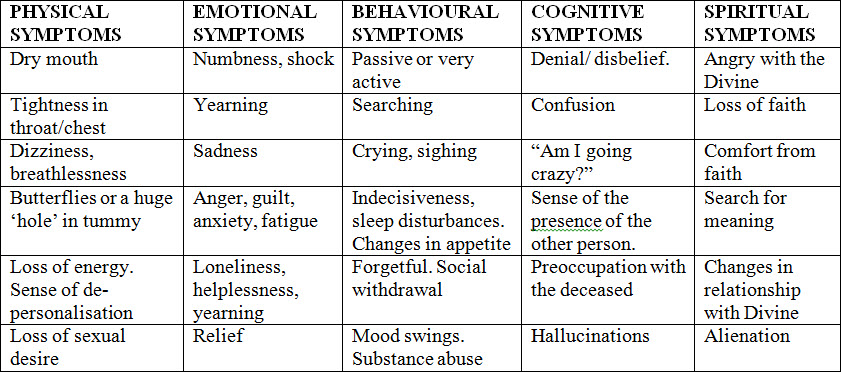 PHYSICAL SYMPTOMS | EMOTIONAL SYMPTOMS | BEHAVIOURAL SYMPTOMS | COGNITIVE SYMPTOMS | SPIRITUAL SYMPTOMS
Dry mouth | Numbness, shock | Passive or very active | Denial/ disbelief. | Angry with the Divine
Tightness in throat/chest | Yearning | Searching | Confusion | Loss of faith
Dizziness, breathlessness | Sadness | Crying, sighing | “Am I going crazy?” | Comfort from faith
Butterflies or a huge ‘hole’ in tummy | Anger, guilt, anxiety, fatigue | Indecisiveness, sleep disturbances. Changes in appetite | Sense of the presence of the other person. | Search for meaning
Loss of energy. Sense of de-personalisation | Loneliness, helplessness, yearning | Forgetful. Social withdrawal | Preoccupation with the deceased | Changes in relationship with Divine
Loss of sexual desire | Relief | Mood swings. Substance abuse | Hallucinations | Alienation